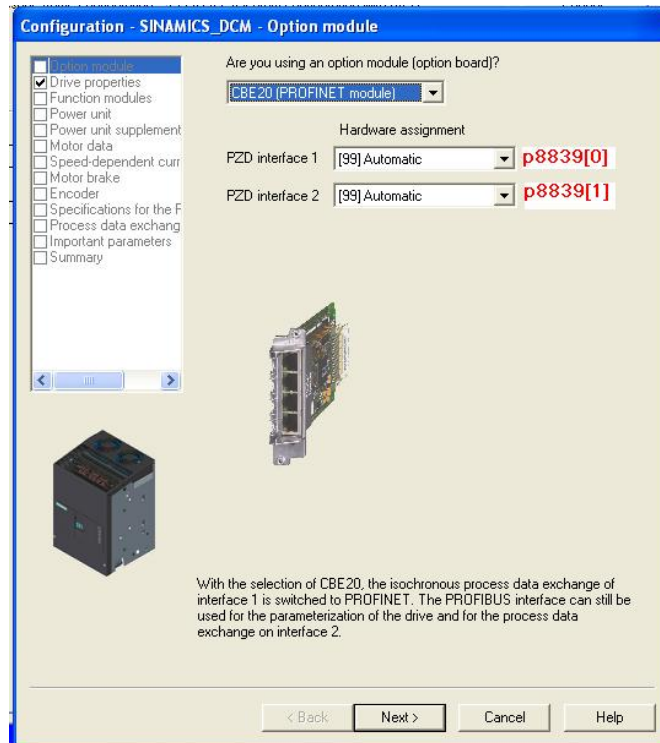 Configuration - SINAMICS_DCM - Option module
Option module
Drive properties
Function modules
Power unit
Power unit supplement
Motor data
Speed-dependent curr
Motor brake
Encoder
Specifications for the F
Process data exchang
Important parameters
Summary
Are you using an option module (option board)?
CBE20 (PROFINET module)
Hardware assignment
PZD interface 1 [99] Automatic p8839[0]
PZD interface 2 [99] Automatic p8839[1]
With the selection of CBE20, the isochronous process data exchange of
interface 1 is switched to PROFINET. The PROFIBUS interface can still be
used for the parameterization of the drive and for the process data
exchange on interface 2.
< Back Next > Cancel Help